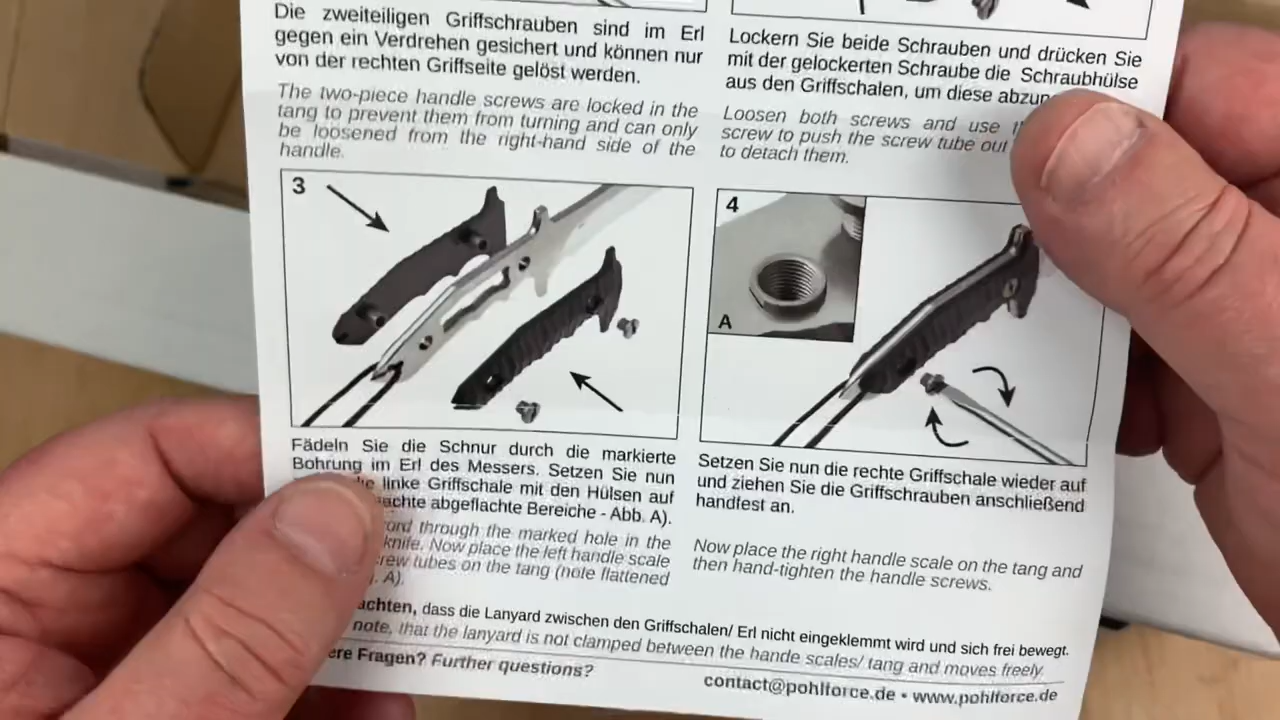 Die zweiteiligen Griffschrauben sind im Erl
gegen ein Verdrehen gesichert und können nur
von der rechten Griffseite gelöst werden.
The two-piece handle screws are locked in the
tang to prevent them from turning and can only
be loosened from the right-hand side of the
handle.
Lockern Sie beide Schrauben und drücken Sie
mit der gelockerten Schraube die Schraubhülse
aus den Griffschalen, um diese
Loosen both screws and use
screw to push the screw tube out
to detach them.
3
4
A
Fädeln Sie die Schnur durch die markierte
Bohrung im Erl des Messers. Setzen Sie nun
linke Griffschale mit den Hülsen auf
abgeflachte Bereiche - Abb. A).
through the marked hole in the
knife. Now place the left handle scale
tubes on the tang (note flattened
A).
Setzen Sie nun die rechte Griffschale wieder auf
und ziehen Sie die Griffschrauben anschließend
handfest an.
Now place the right handle scale on the tang and
then hand-tighten the handle screws.
dass die Lanyard zwischen den Griffschalen/ Erl nicht eingeklemmt wird und sich frei bewegt.
note, that the lanyard is not clamped between the hande scales/ tang and moves freely.
Fragen? Further questions?
contact@pohlforce.de • www.pohlforce.de